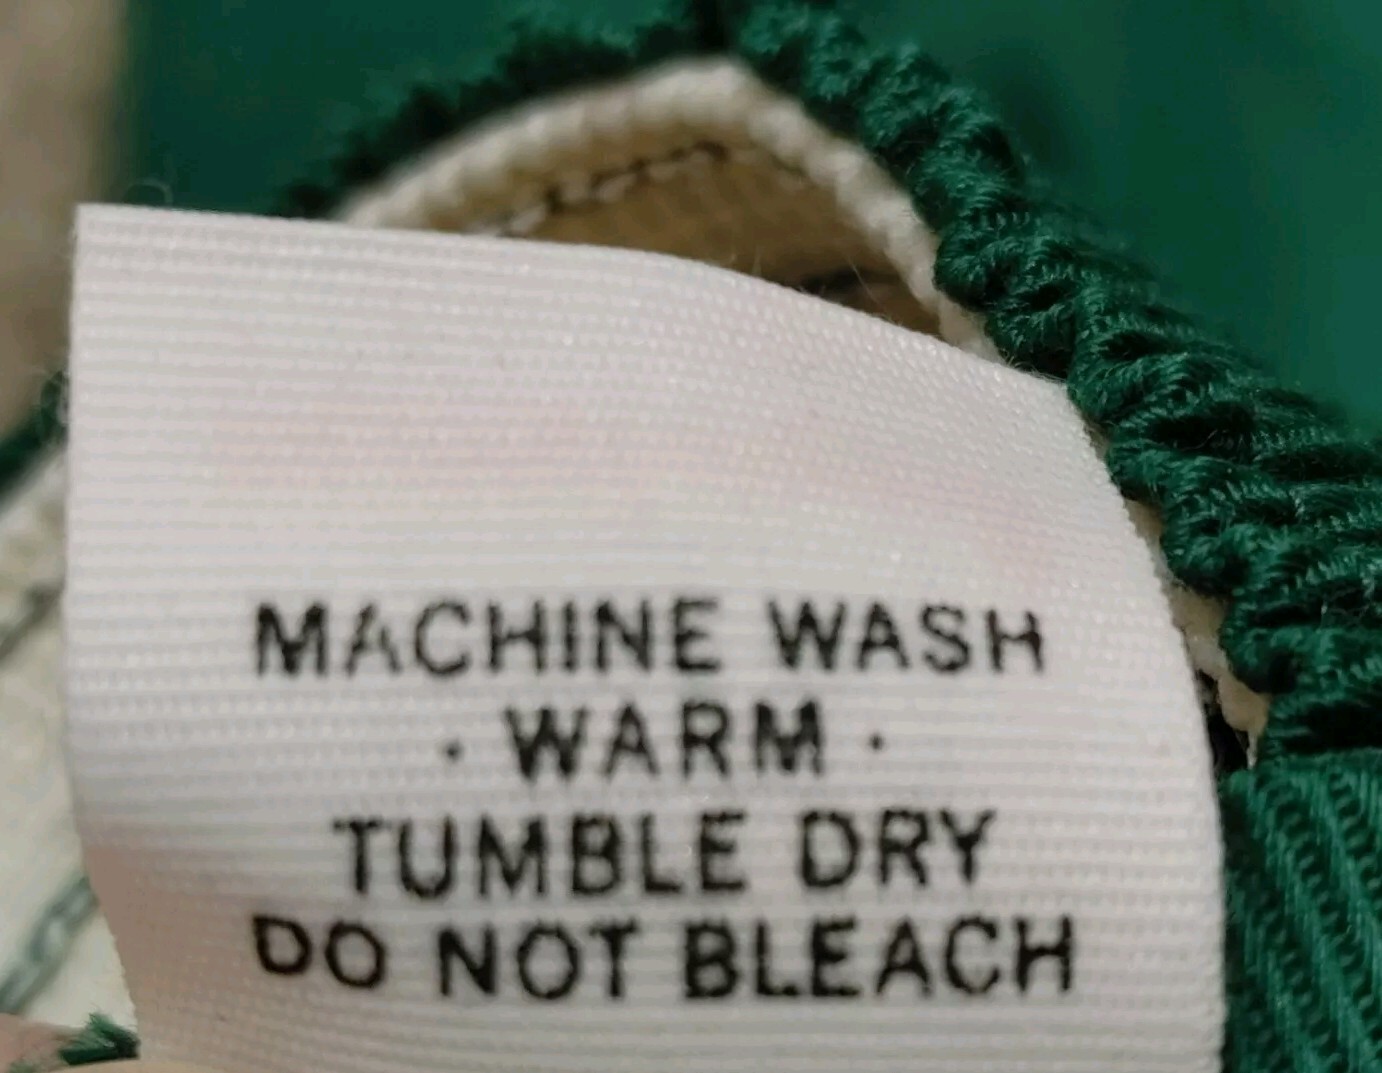 MACHINE WASH
· WARM ·
TUMBLE DRY
DO NOT BLEACH